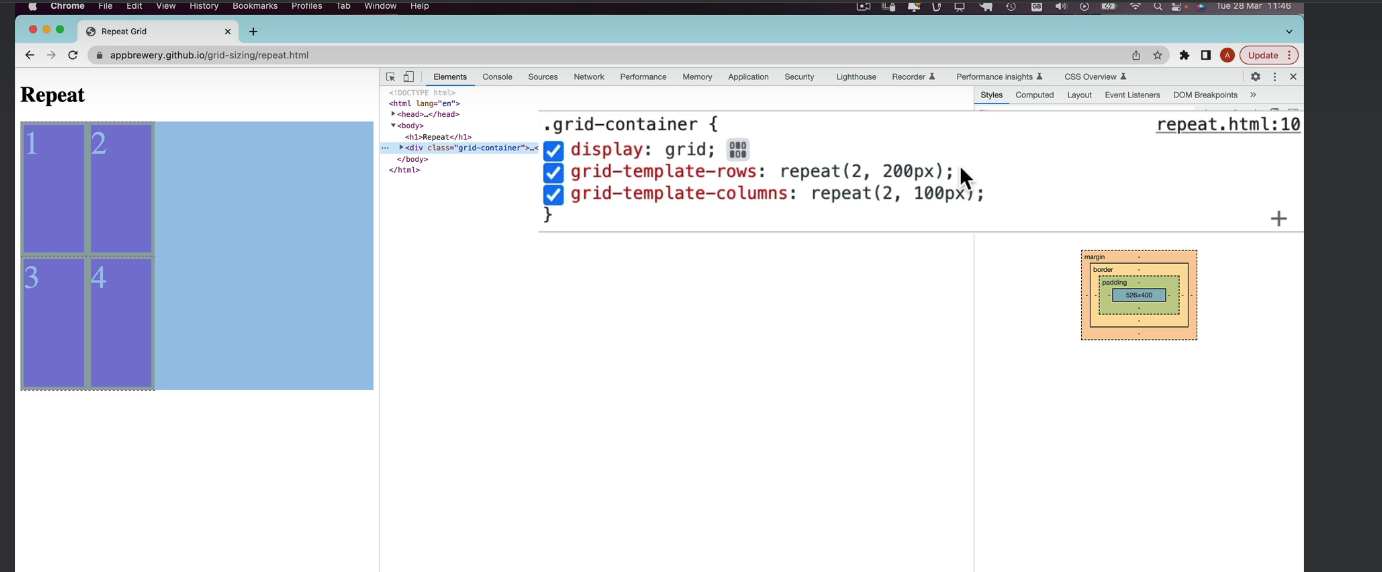 Chrome File Edit View History Bookmarks Profiles Tab Window Help Tue 28 Mar 11:46
Repeat Grid
appbrewery.github.io/grid-sizing/repeat.html A Update
Elements Console Sources Network Performance Memory Application Security Lighthouse Recorder Performance insights CSS Overview
Styles Computed Layout Event Listeners DOM Breakpoints »
Repeat
1 2
3 4
<!DOCTYPE html>
<html lang="en">
<head>…</head>
<body>
<h1>Repeat</h1>
<div class="grid-container">…<
</body>
</html>
.grid-container { repeat.html:10
display: grid;
grid-template-rows: repeat(2, 200px);
grid-template-columns: repeat(2, 100px);
}
+
margin -
border -
padding -
- - - 526×400 - - -
-
-
-